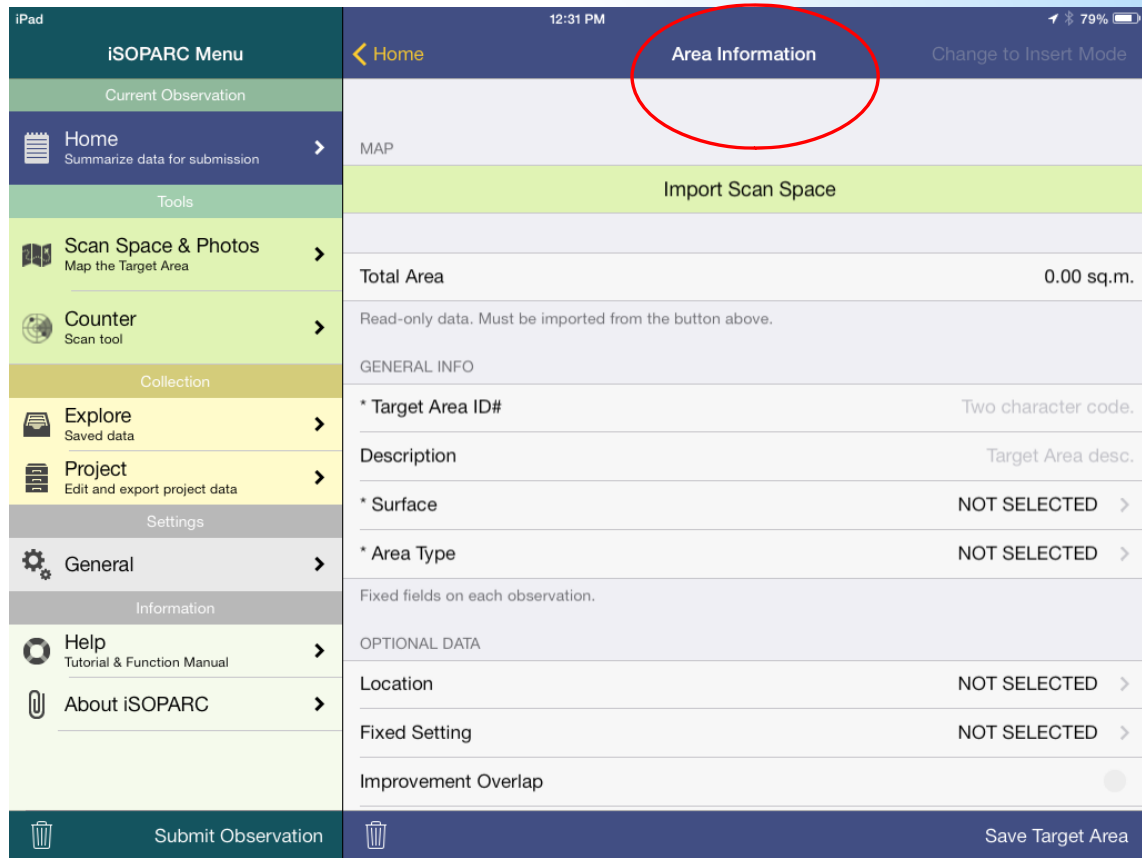 iPad
12:31 PM
79%
iSOPARC Menu
Home
Area Information
Change to Insert Mode
Current Observation
Home
Summarize data for submission
Tools
Scan Space & Photos
Map the Target Area
Counter
Scan tool
Collection
Explore
Saved data
Project
Edit and export project data
Settings
General
Information
Help
Tutorial & Function Manual
About iSOPARC
Submit Observation
MAP
Import Scan Space
Total Area 0.00 sq.m.
Read-only data. Must be imported from the button above.
GENERAL INFO
* Target Area ID# Two character code.
Description Target Area desc.
* Surface NOT SELECTED
* Area Type NOT SELECTED
Fixed fields on each observation.
OPTIONAL DATA
Location NOT SELECTED
Fixed Setting NOT SELECTED
Improvement Overlap
Save Target Area